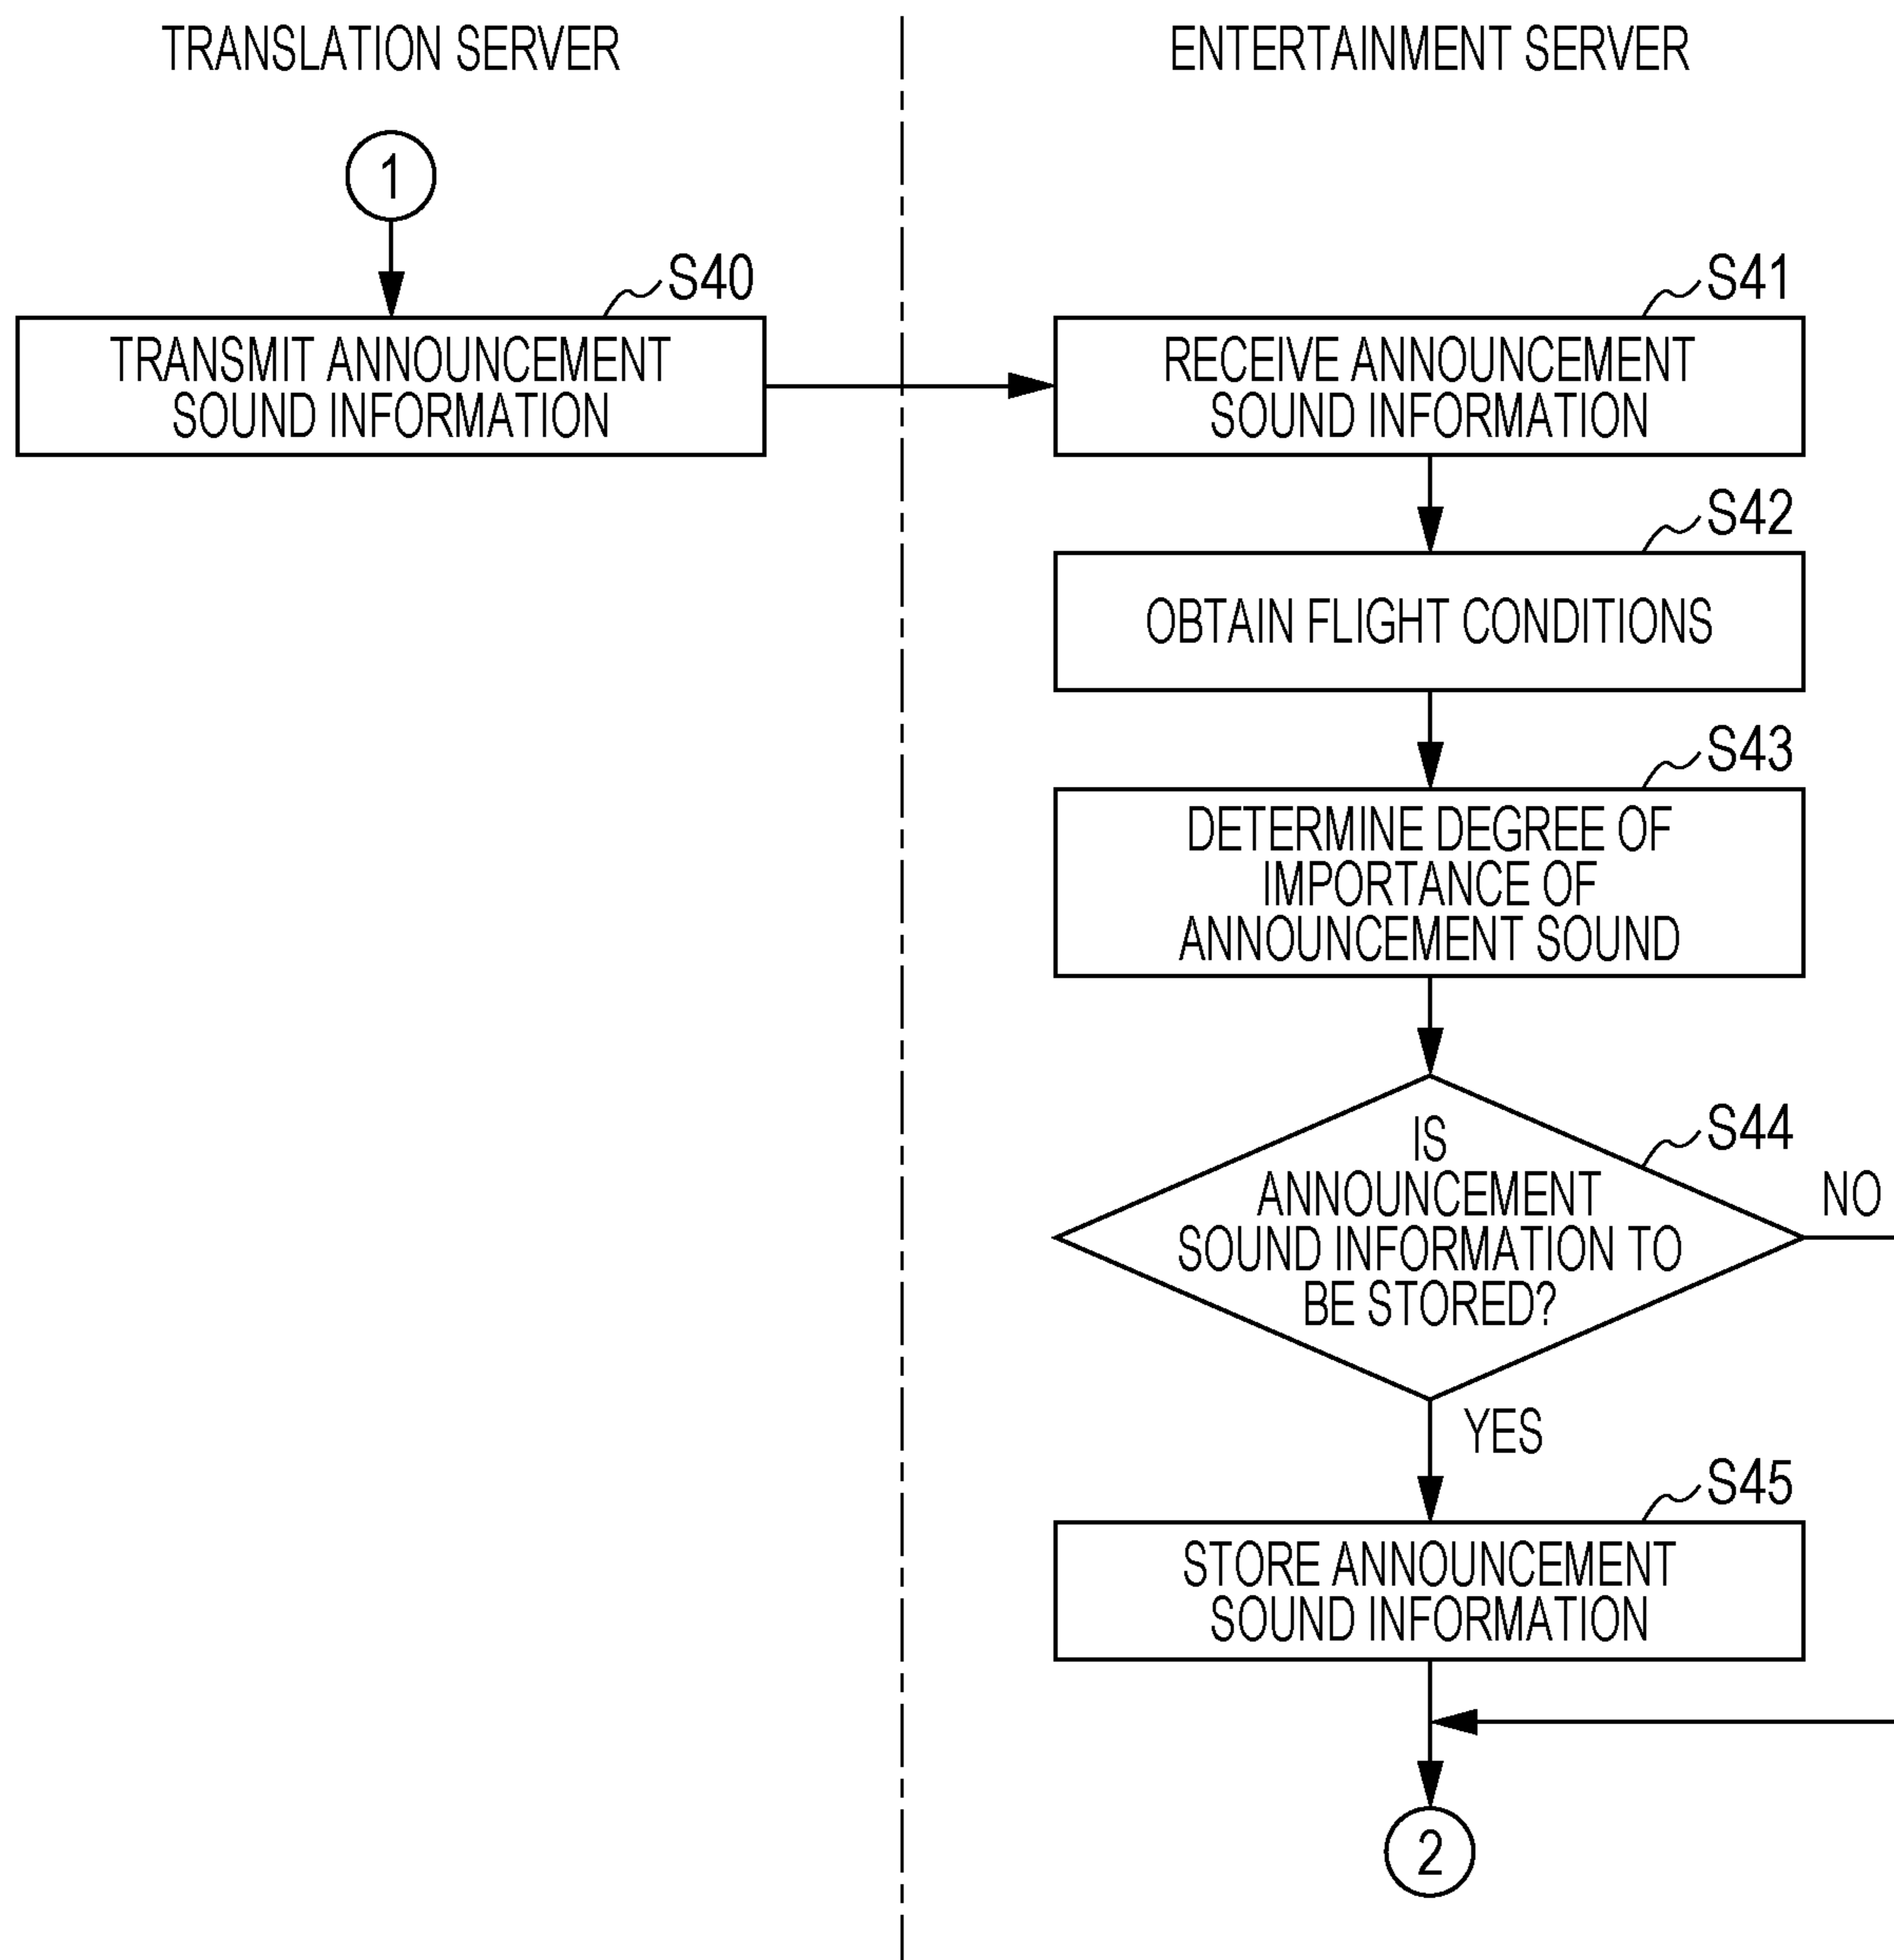 TRANSLATION SERVER
ENTERTAINMENT SERVER
1
S40
TRANSMIT ANNOUNCEMENT
SOUND INFORMATION
S41
RECEIVE ANNOUNCEMENT
SOUND INFORMATION
S42
OBTAIN FLIGHT CONDITIONS
S43
DETERMINE DEGREE OF
IMPORTANCE OF
ANNOUNCEMENT SOUND
S44
IS
ANNOUNCEMENT
SOUND INFORMATION TO
BE STORED?
NO
YES
S45
STORE ANNOUNCEMENT
SOUND INFORMATION
2